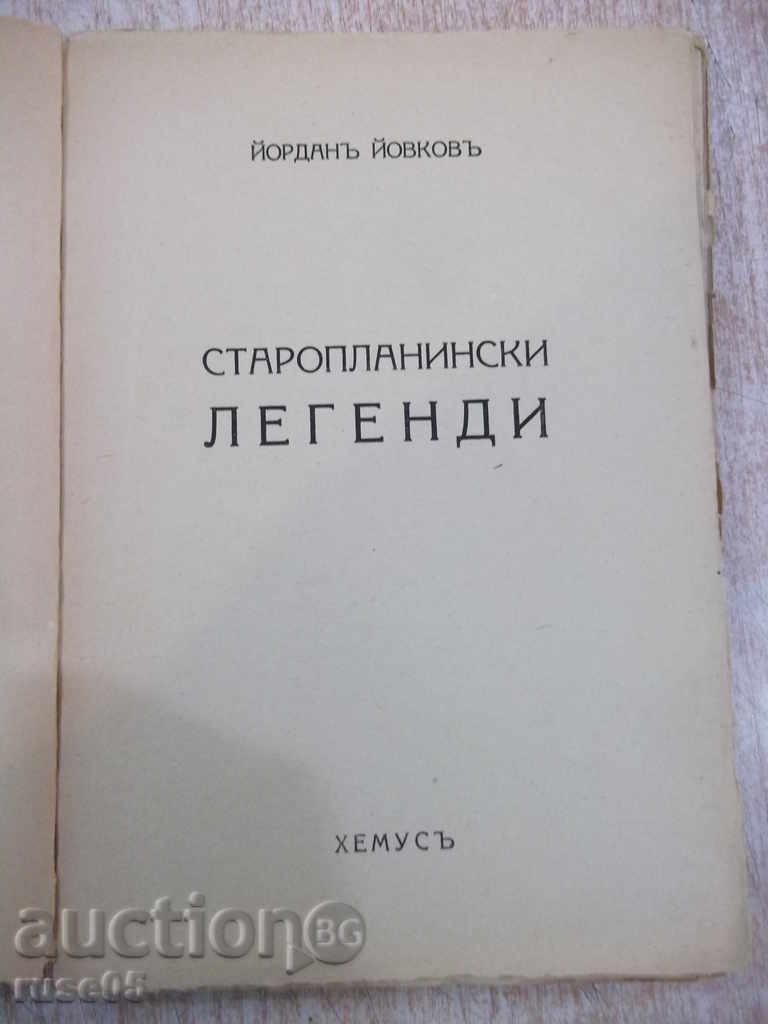 ЙОРДАНЪ ЙОВКОВЪ
СТАРОПЛАНИНСКИ
ЛЕГЕНДИ
ХЕМУСЪ
auction BG
ruse05